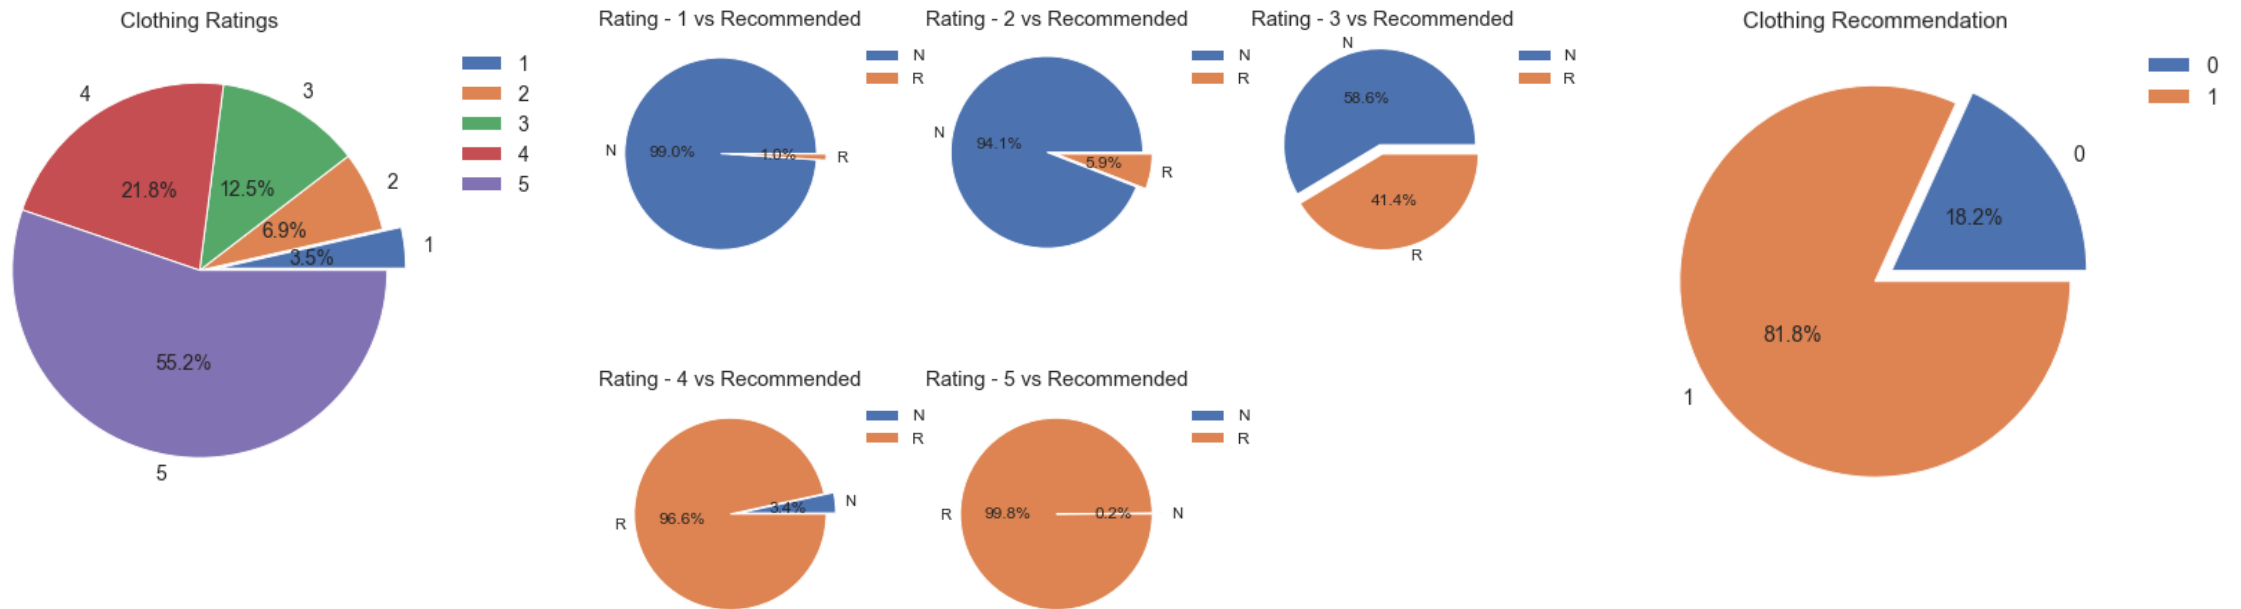 Clothing Ratings
1
2
3
4
5
4
3
2
1
5
21.8%
12.5%
6.9%
3.5%
55.2%
Rating - 1 vs Recommended
N
R
N
99.0%
1.0%
R
Rating - 2 vs Recommended
N
R
N
94.1%
5.9%
R
Rating - 3 vs Recommended
N
R
N
58.6%
41.4%
R
Rating - 4 vs Recommended
N
R
R
96.6%
3.4%
N
Rating - 5 vs Recommended
N
R
R
99.8%
0.2%
N
Clothing Recommendation
0
1
0
18.2%
81.8%
1